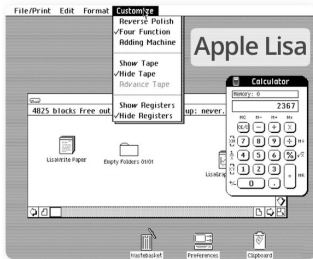 File/Print Edit Format Customize
Reverse Polish
✓Four Function
Adding Machine
Show Tape
✓Hide Tape
Advance Tape
Show Registers
✓Hide Registers
Apple Lisa
Calculator
Memory: 0
2367
MC M- M+ M×
CE/C − + ×
7 8 9 ÷
4 5 6 %
1 2 3
0 .
4825 blocks free out
up: never.
LisaWrite Paper
Empty Folders 01/01
LisaGrap
Wastebasket
Preferences
Clipboard